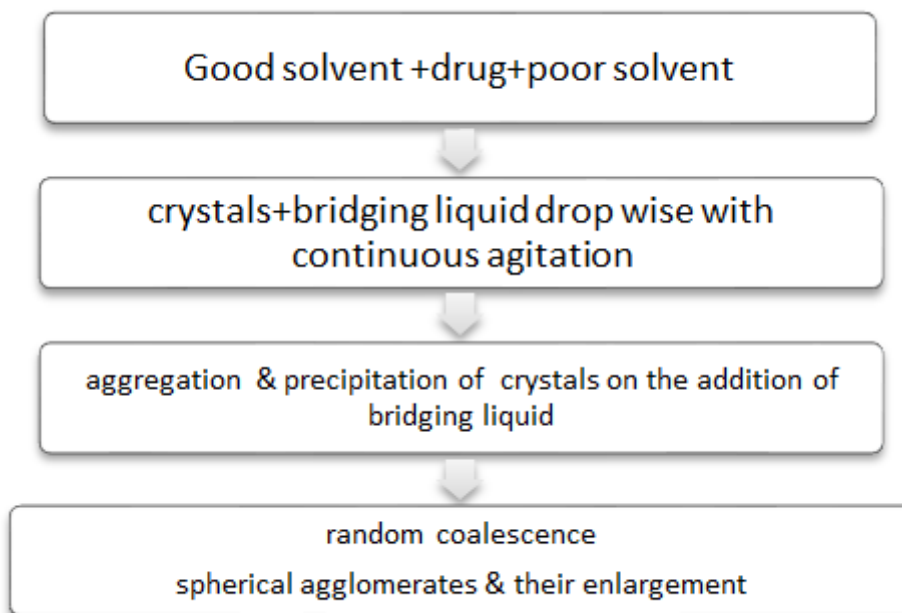 Good solvent +drug+poor solvent
crystals+bridging liquid drop wise with
continuous agitation
aggregation & precipitation of crystals on the addition of
bridging liquid
random coalescence
spherical agglomerates & their enlargement